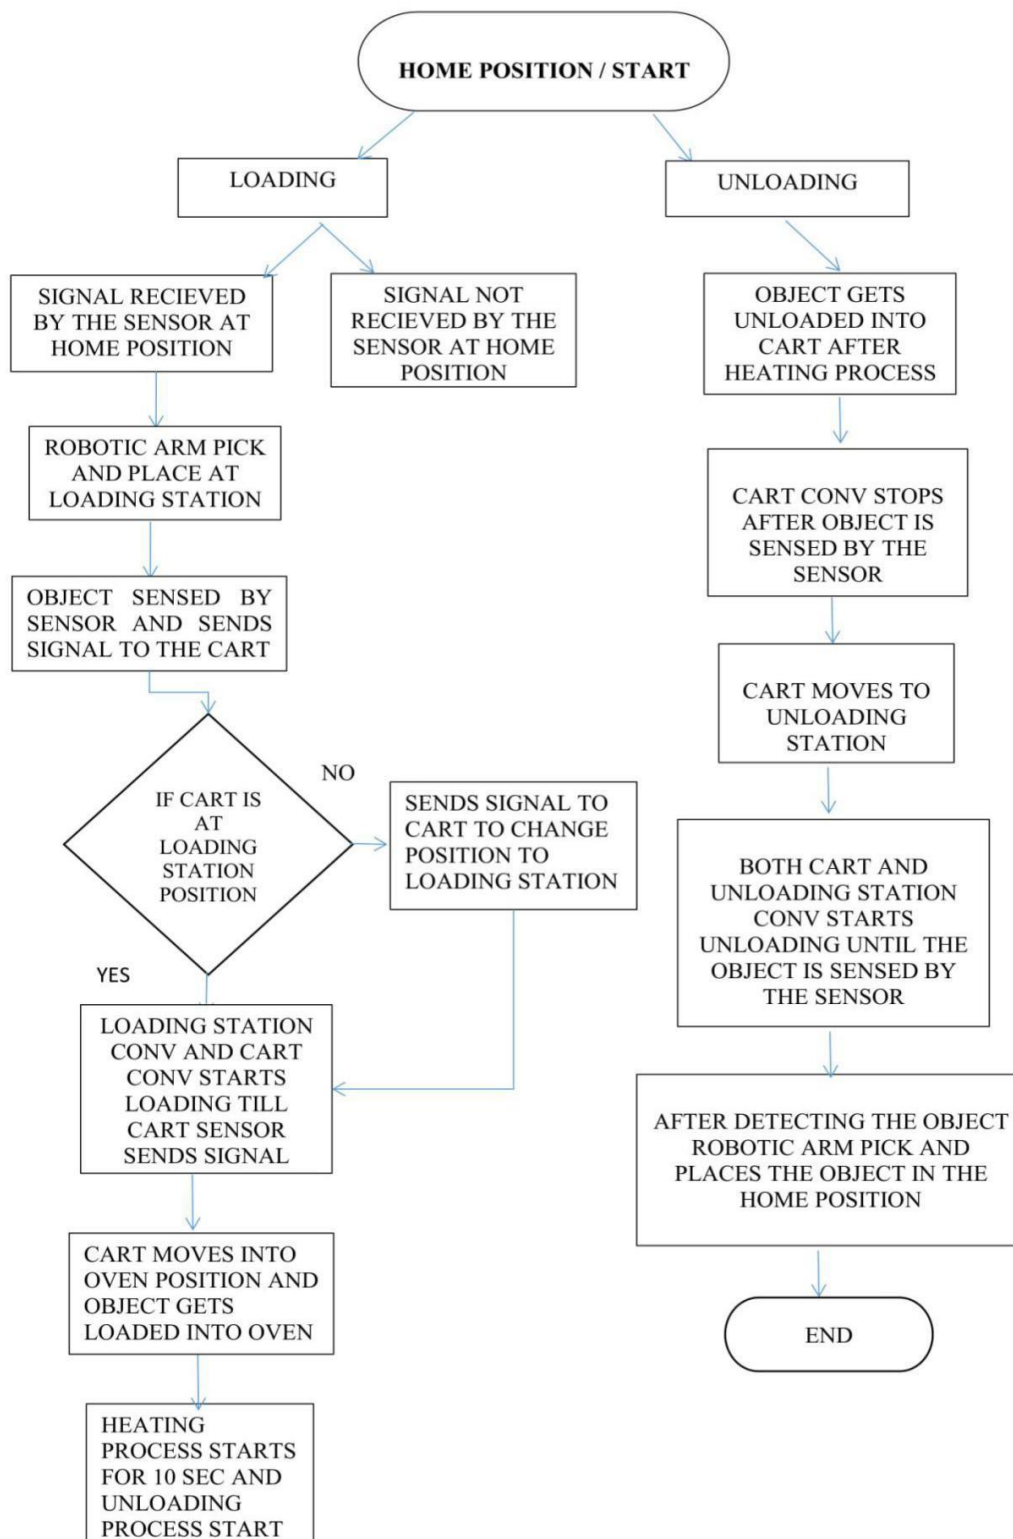 HOME POSITION / START
LOADING
UNLOADING
SIGNAL RECIEVED
BY THE SENSOR AT
HOME POSITION
SIGNAL NOT
RECIEVED BY THE
SENSOR AT HOME
POSITION
OBJECT GETS
UNLOADED INTO
CART AFTER
HEATING PROCESS
ROBOTIC ARM PICK
AND PLACE AT
LOADING STATION
CART CONV STOPS
AFTER OBJECT IS
SENSED BY THE
SENSOR
OBJECT SENSED BY
SENSOR AND SENDS
SIGNAL TO THE CART
CART MOVES TO
UNLOADING
STATION
IF CART IS
AT
LOADING
STATION
POSITION
NO
SENDS SIGNAL TO
CART TO CHANGE
POSITION TO
LOADING STATION
BOTH CART AND
UNLOADING STATION
CONV STARTS
UNLOADING UNTIL THE
OBJECT IS SENSED BY
THE SENSOR
YES
LOADING STATION
CONV AND CART
CONV STARTS
LOADING TILL
CART SENSOR
SENDS SIGNAL
AFTER DETECTING THE OBJECT
ROBOTIC ARM PICK AND
PLACES THE OBJECT IN THE
HOME POSITION
CART MOVES INTO
OVEN POSITION AND
OBJECT GETS
LOADED INTO OVEN
END
HEATING
PROCESS STARTS
FOR 10 SEC AND
UNLOADING
PROCESS START